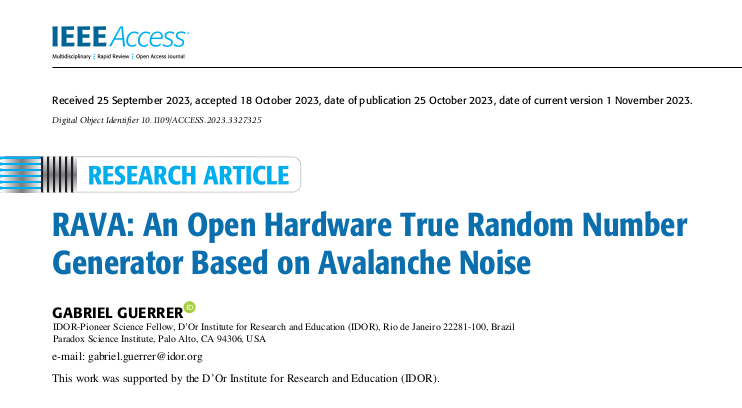 IEEE Access
Multidisciplinary | Rapid Review | Open Access Journal
Received 25 September 2023, accepted 18 October 2023, date of publication 25 October 2023, date of current version 1 November 2023.
Digital Object Identifier 10.1109/ACCESS.2023.3327325
RESEARCH ARTICLE
RAVA: An Open Hardware True Random Number
Generator Based on Avalanche Noise
GABRIEL GUERRER iD
IDOR-Pioneer Science Fellow, D’Or Institute for Research and Education (IDOR), Rio de Janeiro 22281-100, Brazil
Paradox Science Institute, Palo Alto, CA 94306, USA
e-mail: gabriel.guerrer@idor.org
This work was supported by the D’Or Institute for Research and Education (IDOR).